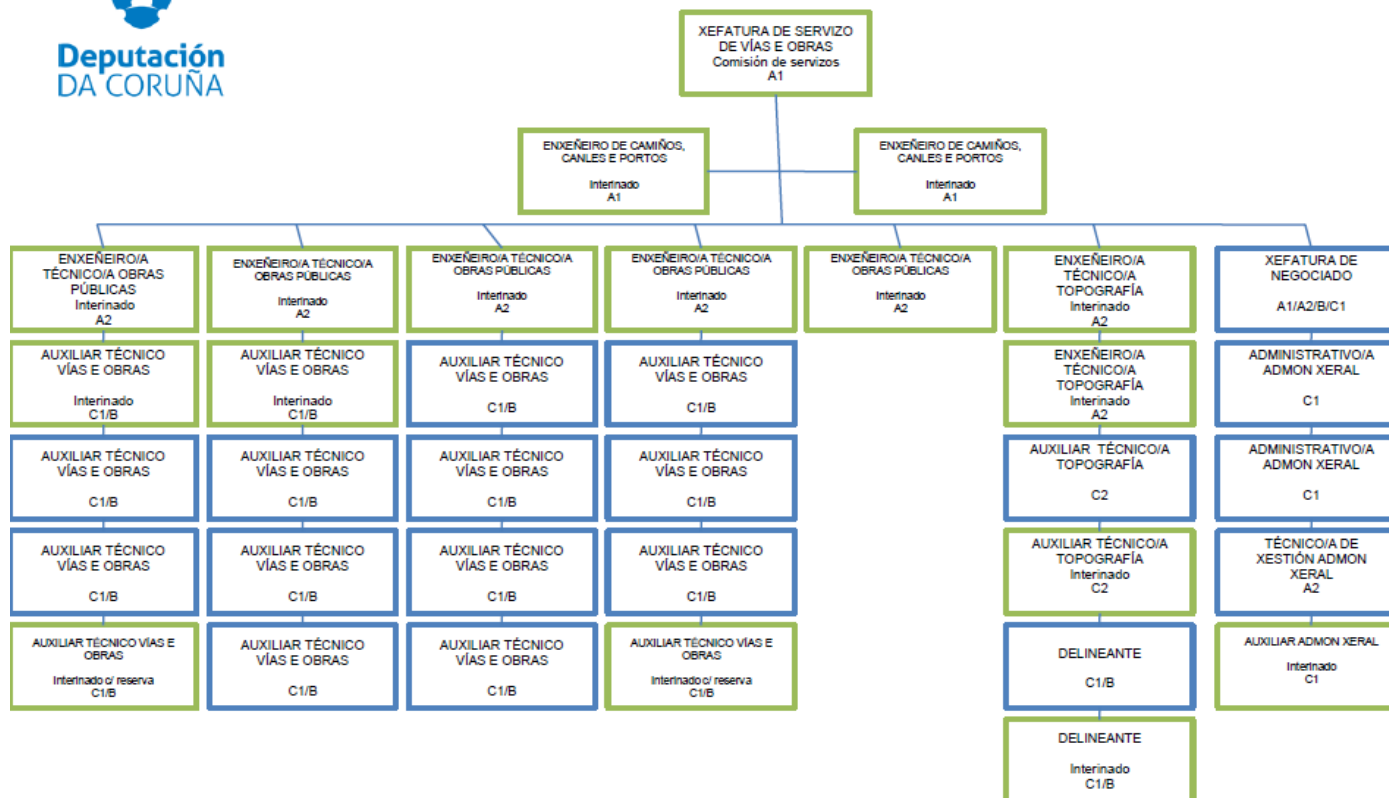 Deputación
DA CORUÑA
XEFATURA DE SERVIZO
DE VÍAS E OBRAS
Comisión de servizos
A1
ENXEÑEIRO DE CAMIÑOS,
CANLES E PORTOS
Interinado
A1
ENXEÑEIRO DE CAMIÑOS,
CANLES E PORTOS
Interinado
A1
ENXEÑEIRO/A
TÉCNICO/A OBRAS
PÚBLICAS
Interinado
A2
ENXEÑEIRO/A TÉCNICO/A
OBRAS PÚBLICAS
Interinado
A2
ENXEÑEIRO/A TÉCNICO/A
OBRAS PÚBLICAS
Interinado
A2
ENXEÑEIRO/A TÉCNICO/A
OBRAS PÚBLICAS
Interinado
A2
ENXEÑEIRO/A TÉCNICO/A
OBRAS PÚBLICAS
Interinado
A2
ENXEÑEIRO/A
TÉCNICO/A
TOPOGRAFÍA
Interinado
A2
XEFATURA DE
NEGOCIADO
A1/A2/B/C1
AUXILIAR TÉCNICO
VÍAS E OBRAS
Interinado
C1/B
AUXILIAR TÉCNICO
VÍAS E OBRAS
Interinado
C1/B
AUXILIAR TÉCNICO
VÍAS E OBRAS
C1/B
AUXILIAR TÉCNICO
VÍAS E OBRAS
C1/B
ENXEÑEIRO/A
TÉCNICO/A
TOPOGRAFÍA
Interinado
A2
ADMINISTRATIVO/A
ADMON XERAL
C1
AUXILIAR TÉCNICO
VÍAS E OBRAS
C1/B
AUXILIAR TÉCNICO
VÍAS E OBRAS
C1/B
AUXILIAR TÉCNICO
VÍAS E OBRAS
C1/B
AUXILIAR TÉCNICO
VÍAS E OBRAS
C1/B
AUXILIAR TÉCNICO/A
TOPOGRAFÍA
C2
ADMINISTRATIVO/A
ADMON XERAL
C1
AUXILIAR TÉCNICO
VÍAS E OBRAS
C1/B
AUXILIAR TÉCNICO
VÍAS E OBRAS
C1/B
AUXILIAR TÉCNICO
VÍAS E OBRAS
C1/B
AUXILIAR TÉCNICO
VÍAS E OBRAS
C1/B
AUXILIAR TÉCNICO/A
TOPOGRAFÍA
Interinado
C2
TÉCNICO/A DE
XESTIÓN ADMON
XERAL
A2
AUXILIAR TÉCNICO VÍAS E
OBRAS
Interinado c/ reserva
C1/B
AUXILIAR TÉCNICO
VÍAS E OBRAS
C1/B
AUXILIAR TÉCNICO
VÍAS E OBRAS
C1/B
AUXILIAR TÉCNICO VÍAS E
OBRAS
Interinado c/ reserva
C1/B
DELINEANTE
C1/B
AUXILIAR ADMON XERAL
Interinado
C1
DELINEANTE
Interinado
C1/B